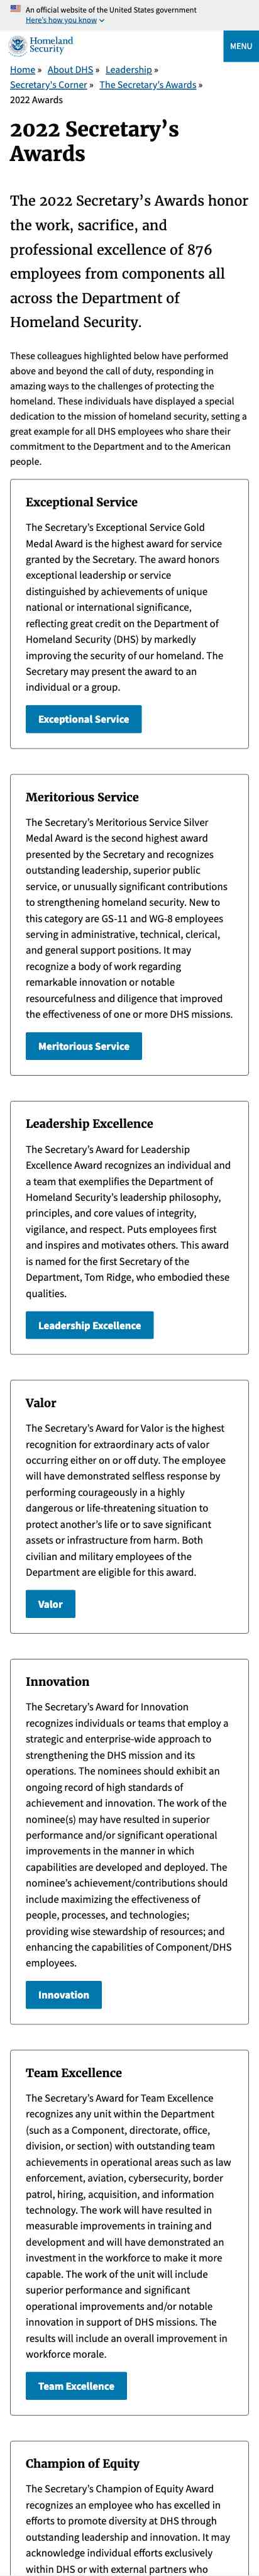 An official website of the United States government
Here's how you know
Homeland
Security
MENU
Home » About DHS » Leadership »
Secretary's Corner » The Secretary's Awards »
2022 Awards
2022 Secretary's
Awards
The 2022 Secretary's Awards honor
the work, sacrifice, and
professional excellence of 876
employees from components all
across the Department of
Homeland Security.
These colleagues highlighted below have performed
above and beyond the call of duty, responding in
amazing ways to the challenges of protecting the
homeland. These individuals have displayed a special
dedication to the mission of homeland security, setting a
great example for all DHS employees who share their
commitment to the Department and to the American
people.
Exceptional Service
The Secretary's Exceptional Service Gold
Medal Award is the highest award for service
granted by the Secretary. The award honors
exceptional leadership or service
distinguished by achievements of unique
national or international significance,
reflecting great credit on the Department of
Homeland Security (DHS) by markedly
improving the security of our homeland. The
Secretary may present the award to an
individual or a group.
Exceptional Service
Meritorious Service
The Secretary's Meritorious Service Silver
Medal Award is the second highest award
presented by the Secretary and recognizes
outstanding leadership, superior public
service, or unusually significant contributions
to strengthening homeland security. New to
this category are GS-11 and WG-8 employees
serving in administrative, technical, clerical,
and general support positions. It may
recognize a body of work regarding
remarkable innovation or notable
resourcefulness and diligence that improved
the effectiveness of one or more DHS missions.
Meritorious Service
Leadership Excellence
The Secretary's Award for Leadership
Excellence Award recognizes an individual and
a team that exemplifies the Department of
Homeland Security's leadership philosophy,
principles, and core values of integrity,
vigilance, and respect. Puts employees first
and inspires and motivates others. This award
is named for the first Secretary of the
Department, Tom Ridge, who embodied these
qualities.
Leadership Excellence
Valor
The Secretary's Award for Valor is the highest
recognition for extraordinary acts of valor
occurring either on or off duty. The employee
will have demonstrated selfless response by
performing courageously in a highly
dangerous or life-threatening situation to
protect another's life or to save significant
assets or infrastructure from harm. Both
civilian and military employees of the
Department are eligible for this award.
Valor
Innovation
The Secretary's Award for Innovation
recognizes individuals or teams that employ a
strategic and enterprise-wide approach to
strengthening the DHS mission and its
operations. The nominees should exhibit an
ongoing record of high standards of
achievement and innovation. The work of the
nominee(s) may have resulted in superior
performance and/or significant operational
improvements in the manner in which
capabilities are developed and deployed. The
nominee's achievement/contributions should
include maximizing the effectiveness of
people, processes, and technologies;
providing wise stewardship of resources; and
enhancing the capabilities of Component/DHS
employees.
Innovation
Team Excellence
The Secretary's Award for Team Excellence
recognizes any unit within the Department
(such as a Component, directorate, office,
division, or section) with outstanding team
achievements in operational areas such as law
enforcement, aviation, cybersecurity, border
patrol, hiring, acquisition, and information
technology. The work will have resulted in
measurable improvements in training and
development and will have demonstrated an
investment in the workforce to make it more
capable. The work of the unit will include
superior performance and significant
operational improvements and/or notable
innovation in support of DHS missions. The
results will include an overall improvement in
workforce morale.
Team Excellence
Champion of Equity
The Secretary's Champion of Equity Award
recognizes an employee who has excelled in
efforts to promote diversity at DHS through
outstanding leadership and innovation. It may
acknowledge individual efforts exclusively
within DHS or with external partners who